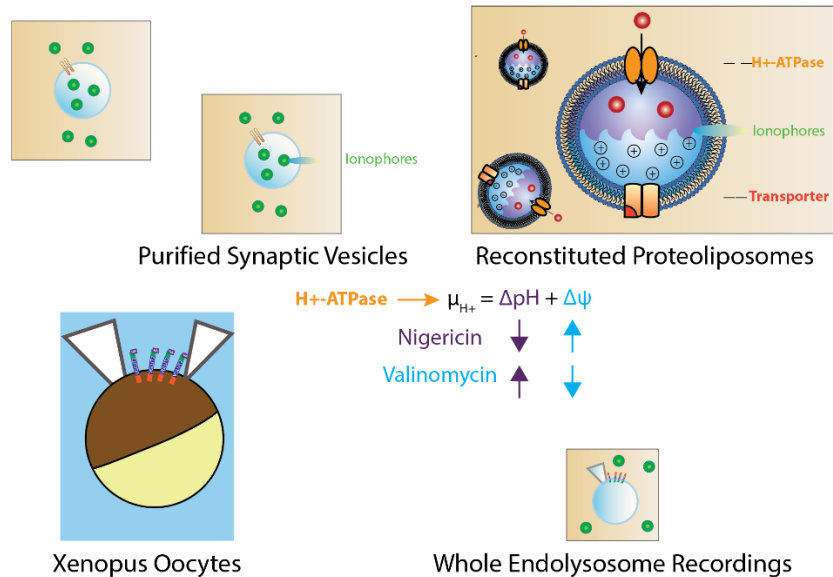 H+-ATPase
Ionophores
Ionophores
Transporter
Purified Synaptic Vesicles
Reconstituted Proteoliposomes
H+-ATPase → μH+ = ΔpH + Δψ
Nigericin ↓ ↑
Valinomycin ↑ ↓
Xenopus Oocytes
Whole Endolysosome Recordings